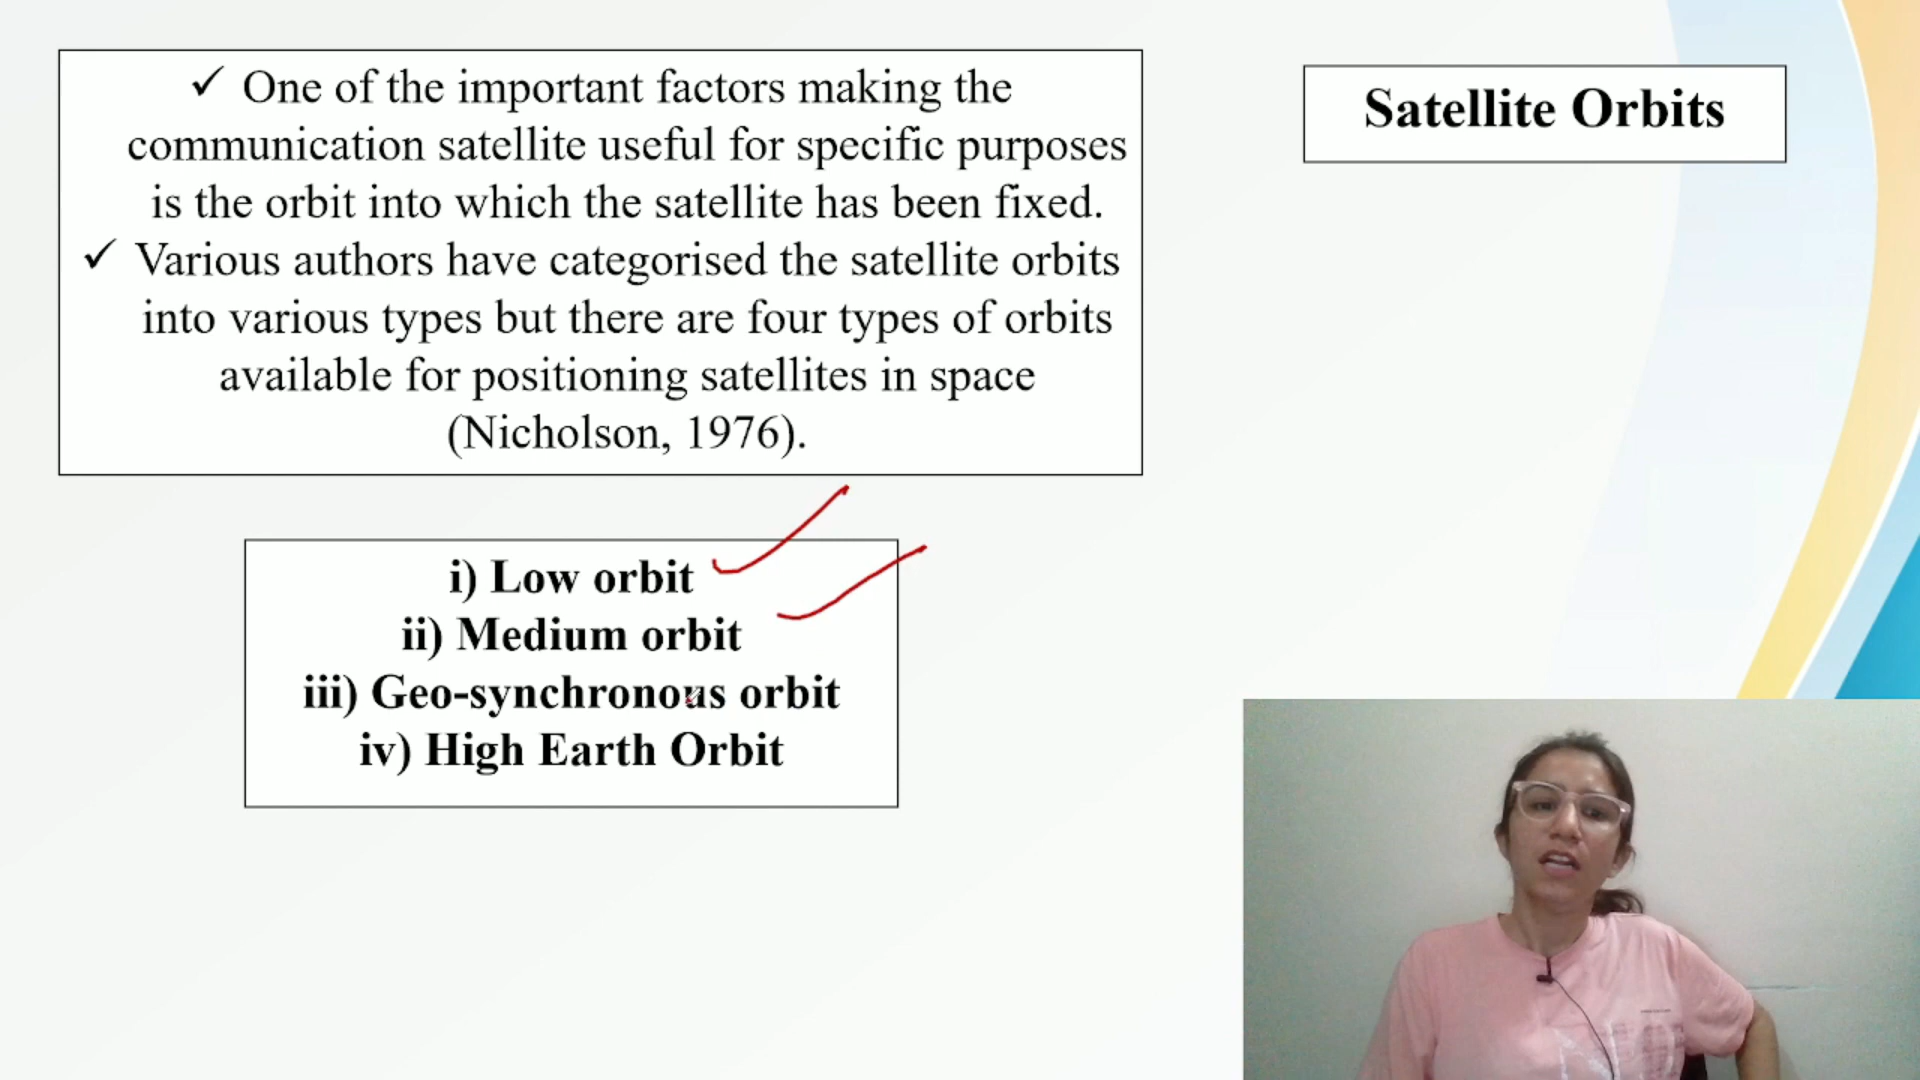 ✓ One of the important factors making the
communication satellite useful for specific purposes
is the orbit into which the satellite has been fixed.
✓ Various authors have categorised the satellite orbits
into various types but there are four types of orbits
available for positioning satellites in space
(Nicholson, 1976).
Satellite Orbits
i) Low orbit
ii) Medium orbit
iii) Geo-synchronous orbit
iv) High Earth Orbit